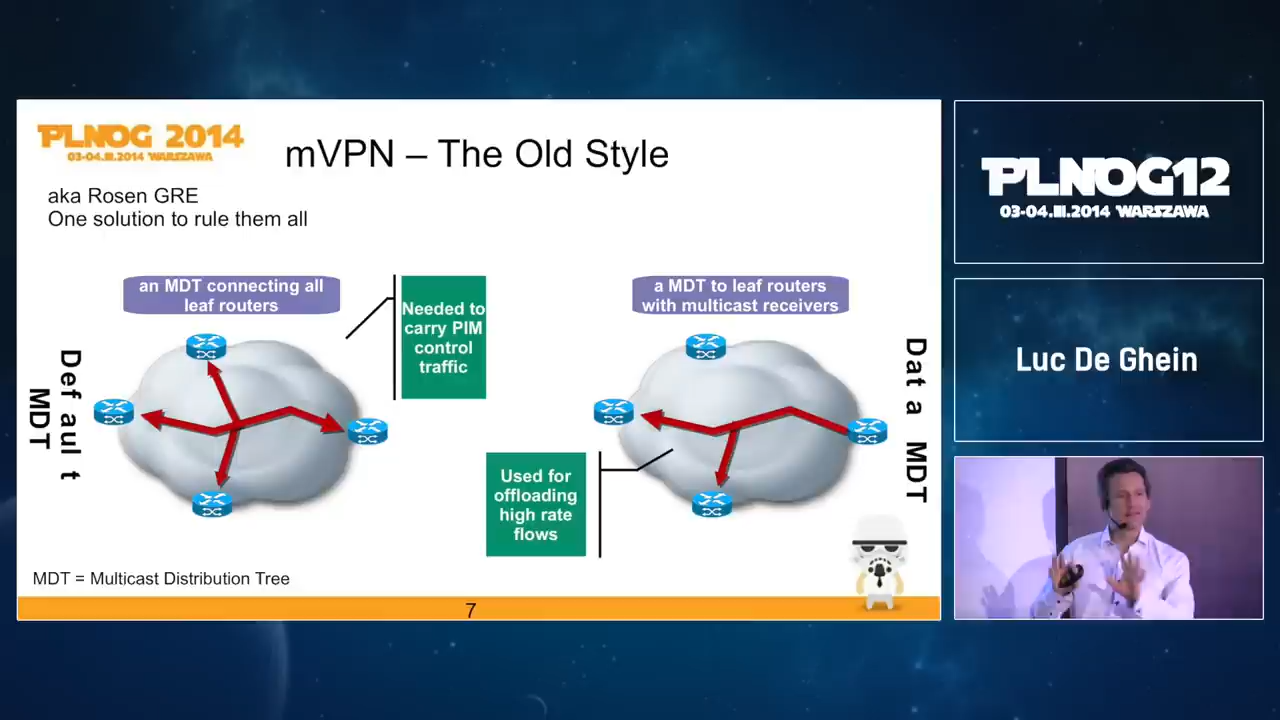 PLNOG 2014
03-04.III.2014 WARSZAWA
mVPN – The Old Style
aka Rosen GRE
One solution to rule them all
an MDT connecting all
leaf routers
Needed to
carry PIM
control
traffic
Def aul t
MDT
a MDT to leaf routers
with multicast receivers
Used for
offloading
high rate
flows
Dat a MDT
MDT = Multicast Distribution Tree
7
PLNOG12
03-04.III.2014 WARSZAWA
Luc De Ghein